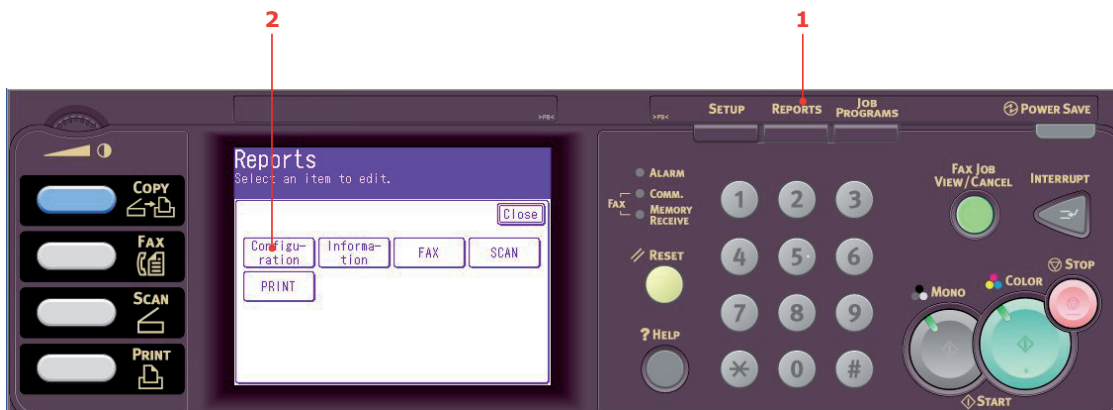 2
1
>PS<
>PS<
SETUP
REPORTS
JOB
PROGRAMS
POWER SAVE
Reports
Select an item to edit.
Close
Configu-
ration
Informa-
tion
FAX
SCAN
PRINT
COPY
FAX
SCAN
PRINT
ALARM
FAX
COMM.
MEMORY
RECEIVE
RESET
? HELP
1 2 3
4 5 6
7 8 9
* 0 #
FAX JOB
VIEW/CANCEL
INTERRUPT
STOP
MONO
COLOR
START